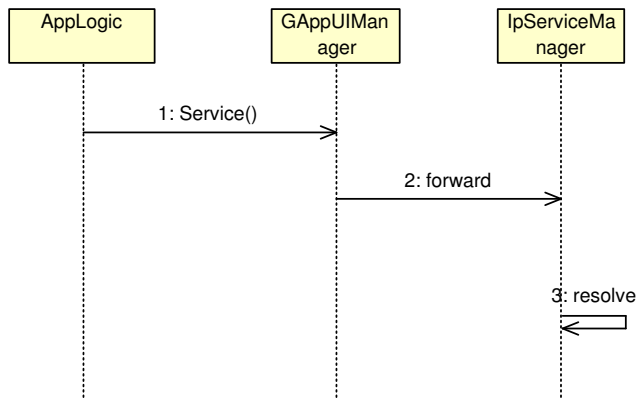 AppLogic
GAppUIMan
ager
IpServiceMa
nager
1: Service()
2: forward
3: resolve